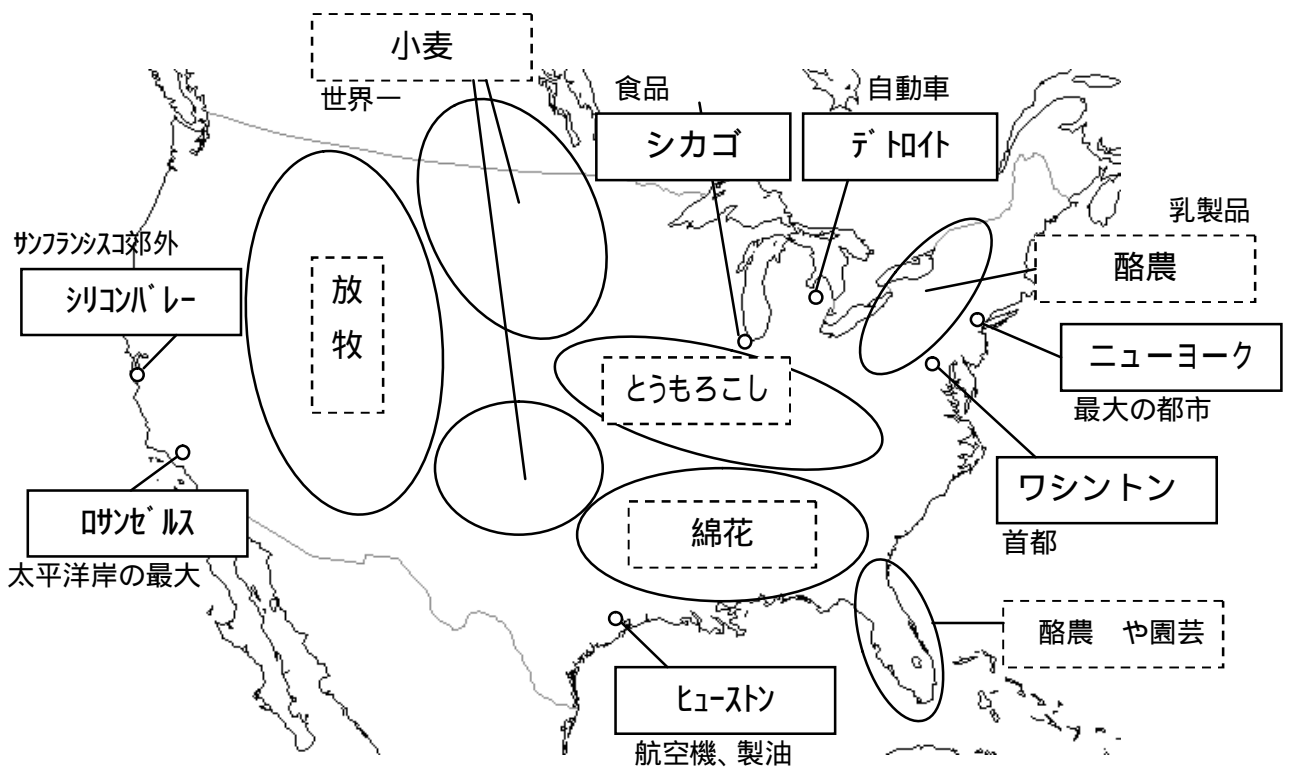 小麦
世界一
食品
自動車
シカゴ
デトロイト
乳製品
酪農
サンフランシスコ郊外
シリコンバレー
放
牧
ニューヨーク
最大の都市
とうもろこし
ワシントン
首都
ロサンゼルス
太平洋岸の最大
綿花
酪農　や園芸
ヒューストン
航空機、製油